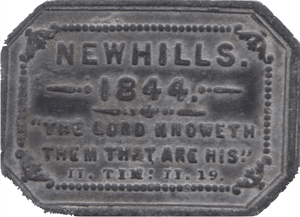 NEWHILLS.
1844.
"THE LORD KNOWETH
THEM THAT ARE HIS"
II. TIM: II. 19.